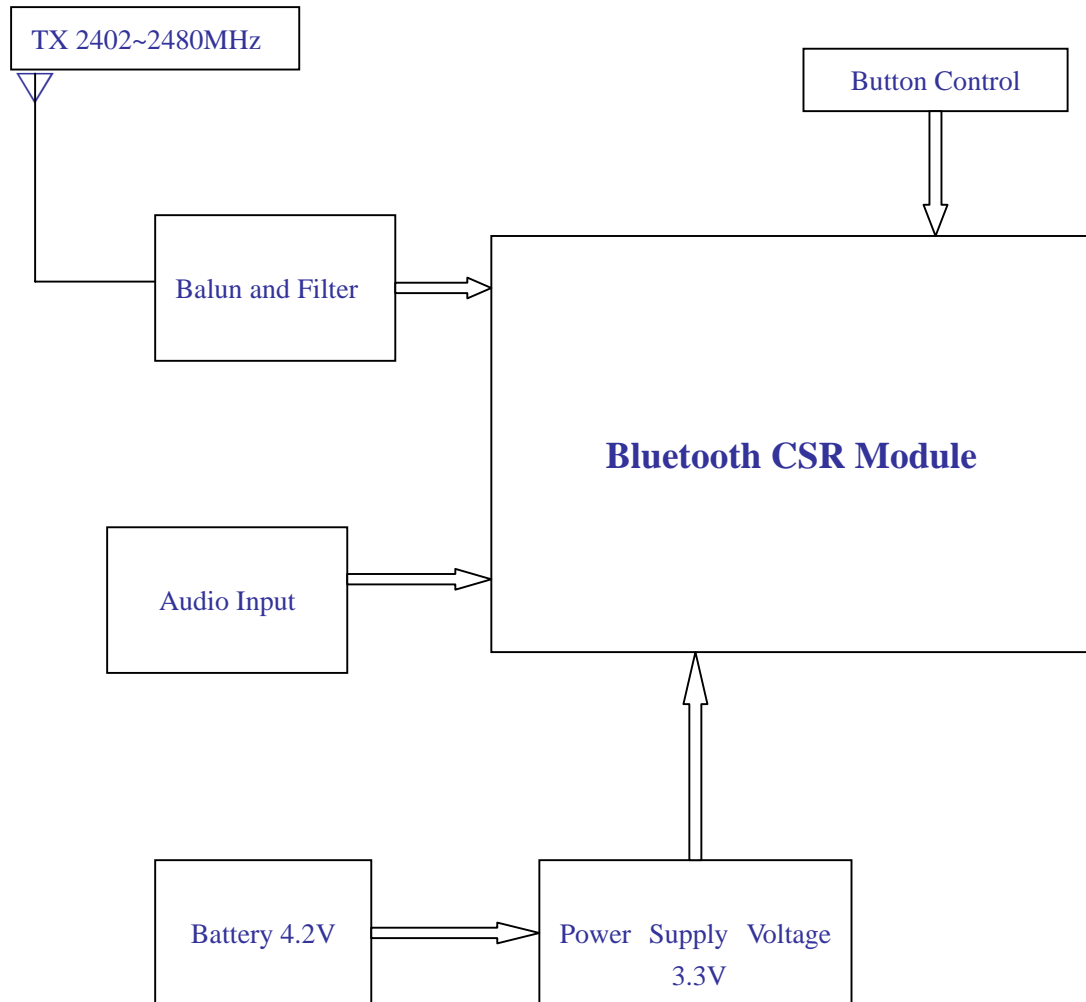 TX 2402~2480MHz
Button Control
Balun and Filter
Bluetooth CSR Module
Audio Input
Battery 4.2V
Power Supply Voltage
3.3V